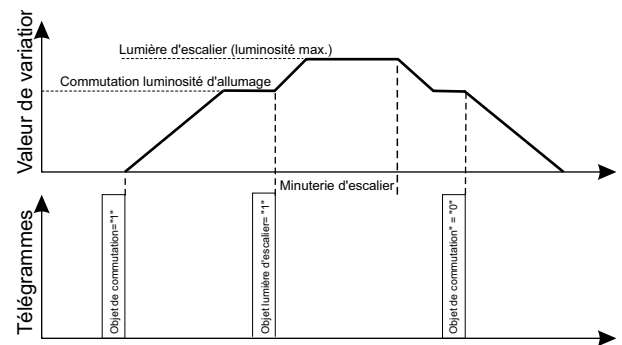 Valeur de variation
Lumière d'escalier (luminosité max.)
Commutation luminosité d'allumage
Minuterie d'escalier
Télégrammes
Objet de commutation="1"
Objet lumière d'escalier= "1"
Objet de commutation" = "0"